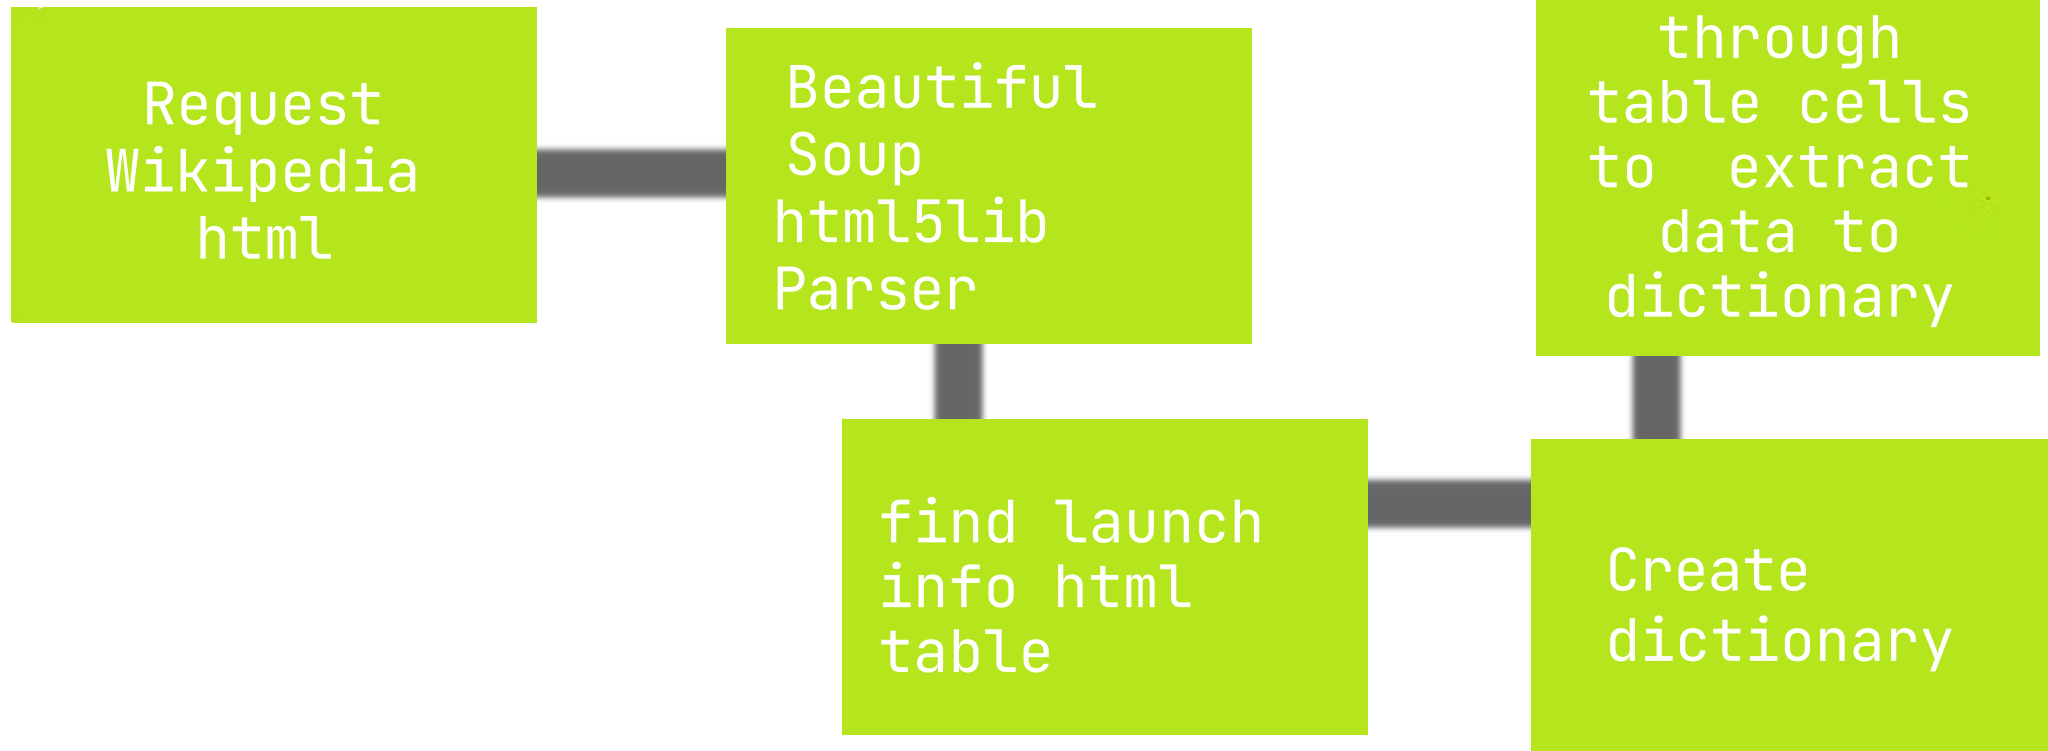 Request
Wikipedia
html
Beautiful
Soup
html5lib
Parser
find launch
info html
table
Create
dictionary
through
table cells
to extract
data to
dictionary